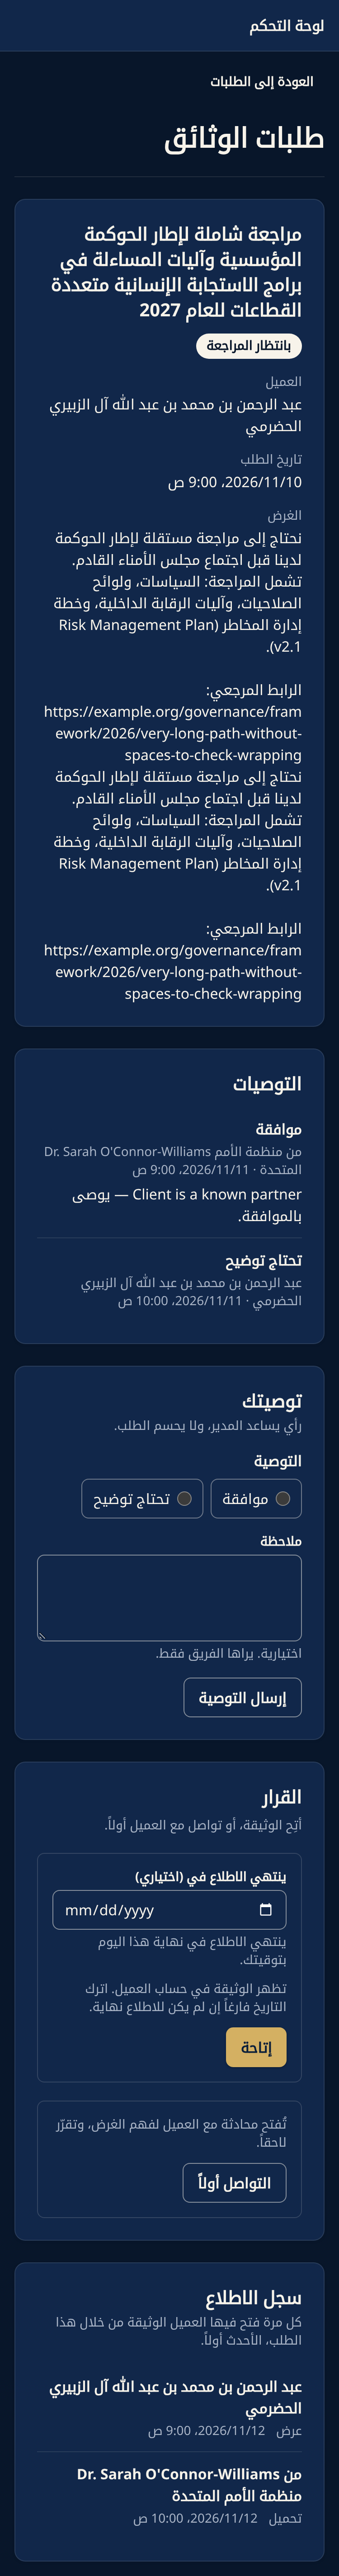 لوحة التحكم
العودة إلى الطلبات
طلبات الوثائق
مراجعة شاملة لإطار الحوكمة
المؤسسية وآليات المساءلة في
برامج الاستجابة الإنسانية متعددة
القطاعات للعام 2027
بانتظار المراجعة
العميل
عبد الرحمن بن محمد بن عبد الله آل الزبيري
الحضرمي
تاريخ الطلب
2026/11/10، 9:00 ص
الغرض
نحتاج إلى مراجعة مستقلة لإطار الحوكمة
لدينا قبل اجتماع مجلس الأمناء القادم.
تشمل المراجعة: السياسات، ولوائح
الصلاحيات، وآليات الرقابة الداخلية، وخطة
إدارة المخاطر (Risk Management Plan
v2.1).
الرابط المرجعي:
https://example.org/governance/fram
ework/2026/very-long-path-without-
spaces-to-check-wrapping
نحتاج إلى مراجعة مستقلة لإطار الحوكمة
لدينا قبل اجتماع مجلس الأمناء القادم.
تشمل المراجعة: السياسات، ولوائح
الصلاحيات، وآليات الرقابة الداخلية، وخطة
إدارة المخاطر (Risk Management Plan
v2.1).
الرابط المرجعي:
https://example.org/governance/fram
ework/2026/very-long-path-without-
spaces-to-check-wrapping
التوصيات
موافقة
Dr. Sarah O'Connor-Williams من منظمة الأمم
المتحدة · 2026/11/11، 9:00 ص
Client is a known partner — يوصى
بالموافقة.
تحتاج توضيح
عبد الرحمن بن محمد بن عبد الله آل الزبيري
الحضرمي · 2026/11/11، 10:00 ص
توصيتك
رأي يساعد المدير، ولا يحسم الطلب.
التوصية
موافقة
تحتاج توضيح
ملاحظة
اختيارية. يراها الفريق فقط.
إرسال التوصية
القرار
أتِح الوثيقة، أو تواصل مع العميل أولاً.
ينتهي الاطلاع في (اختياري)
mm/dd/yyyy
ينتهي الاطلاع في نهاية هذا اليوم
بتوقيتك.
تظهر الوثيقة في حساب العميل. اترك
التاريخ فارغاً إن لم يكن للاطلاع نهاية.
إتاحة
تُفتح محادثة مع العميل لفهم الغرض، وتقرّر
لاحقاً.
التواصل أولاً
سجل الاطلاع
كل مرة فتح فيها العميل الوثيقة من خلال هذا
الطلب، الأحدث أولاً.
عبد الرحمن بن محمد بن عبد الله آل الزبيري
الحضرمي
عرض 2026/11/12، 9:00 ص
Dr. Sarah O'Connor-Williams من
منظمة الأمم المتحدة
تحميل 2026/11/12، 10:00 ص